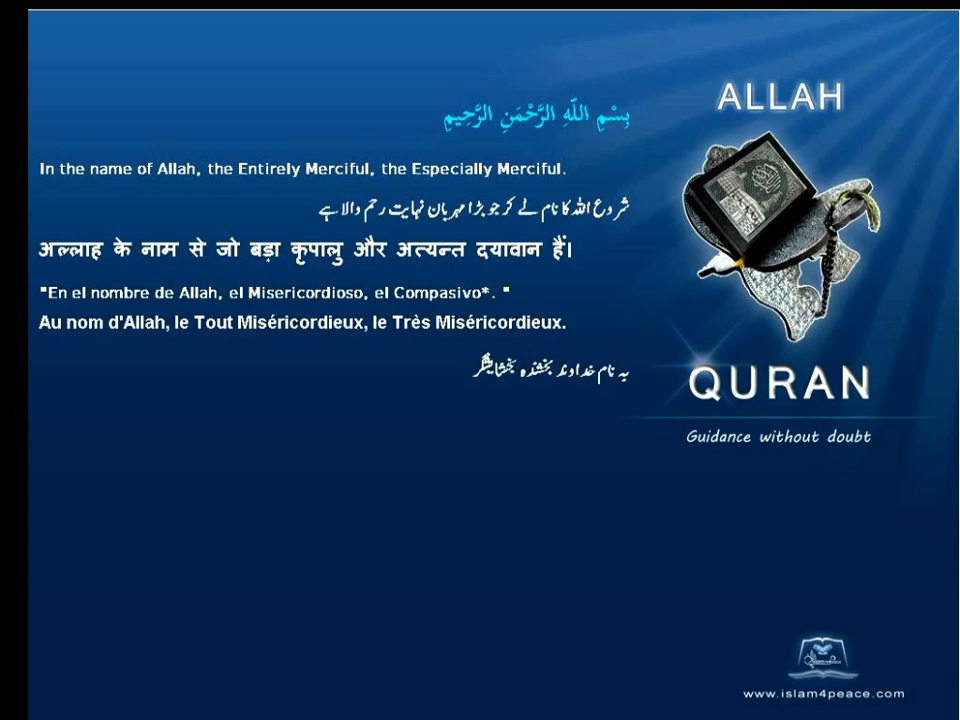 بِسْمِ اللّهِ الرَّحْمَنِ الرَّحِيمِ
In the name of Allah, the Entirely Merciful, the Especially Merciful.
شروع الله کا نام لے کر جو بڑا مہربان نہایت رحم والا ہے
अल्लाह के नाम से जो बड़ा कृपालु और अत्यन्त दयावान हैं।
"En el nombre de Allah, el Misericordioso, el Compasivo*. "
Au nom d'Allah, le Tout Miséricordieux, le Très Miséricordieux.
به نام خداوند بخشنده بخشایشگر
ALLAH
QURAN
Guidance without doubt
www.islam4peace.com